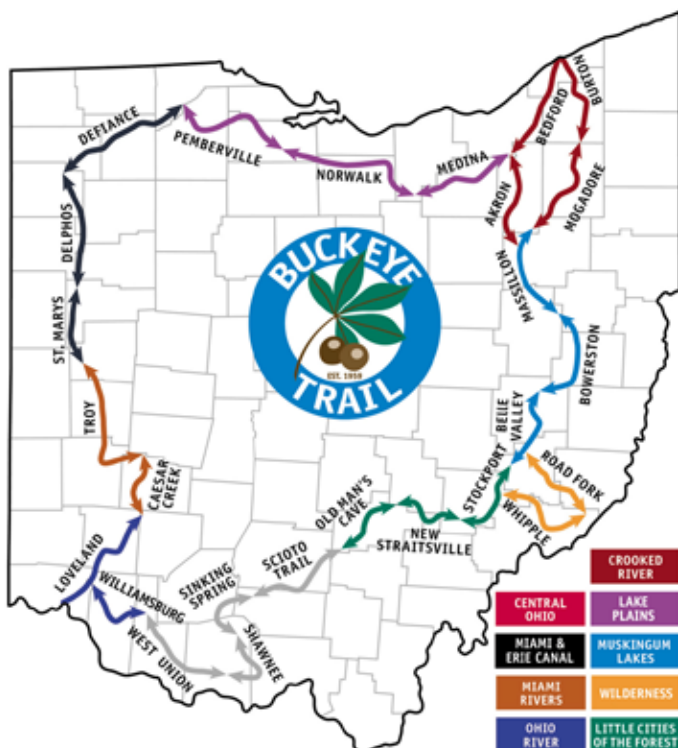 BURTON
BEDFORD
DEFIANCE
PEMBERVILLE
NORWALK
MEDINA
AKRON
MOGADORE
DELPHOS
BUCKEYE
EST. 1959
TRAIL
MASSILLON
ST. MARYS
BOWERSTON
TROY
BELLE
VALLEY
CAESAR
CREEK
ROAD FORK
STOCKPORT
OLD MAN'S
CAVE
WHIPPLE
NEW
STRAITSVILLE
LOVELAND
SCIOTO
TRAIL
SINKING
SPRING
WILLIAMSBURG
WEST UNION
SHAWNEE
CROOKED
RIVER
CENTRAL
OHIO
LAKE
PLAINS
MIAMI &
ERIE CANAL
MUSKINGUM
LAKES
MIAMI
RIVERS
WILDERNESS
OHIO
RIVER
LITTLE CITIES
OF THE FOREST